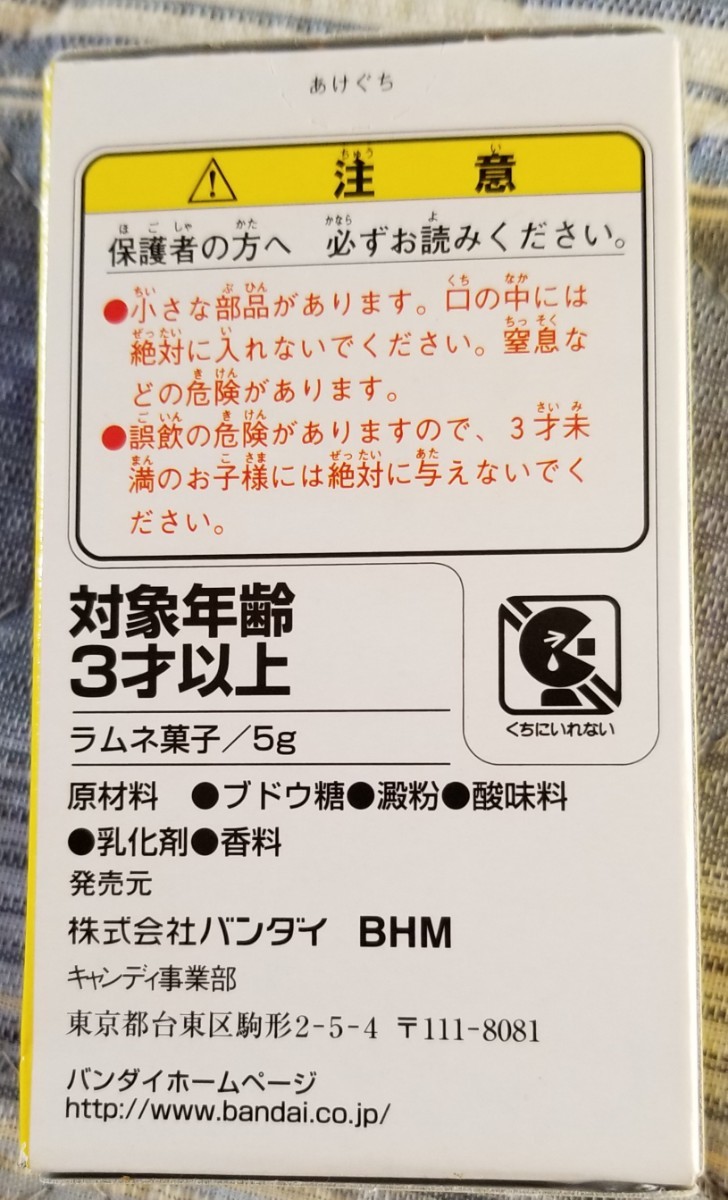 あけぐち
⚠ 注意
保護者の方へ 必ずお読みください。
●小さな部品があります。口の中には
絶対に入れないでください。窒息な
どの危険があります。
●誤飲の危険がありますので、3才未
満のお子様には絶対に与えないでく
ださい。
対象年齢
3才以上
くちにいれない
ラムネ菓子／5g
原材料 ●ブドウ糖●澱粉●酸味料
●乳化剤●香料
発売元
株式会社バンダイ BHM
キャンディ事業部
東京都台東区駒形2-5-4 〒111-8081
バンダイホームページ
http://www.bandai.co.jp/